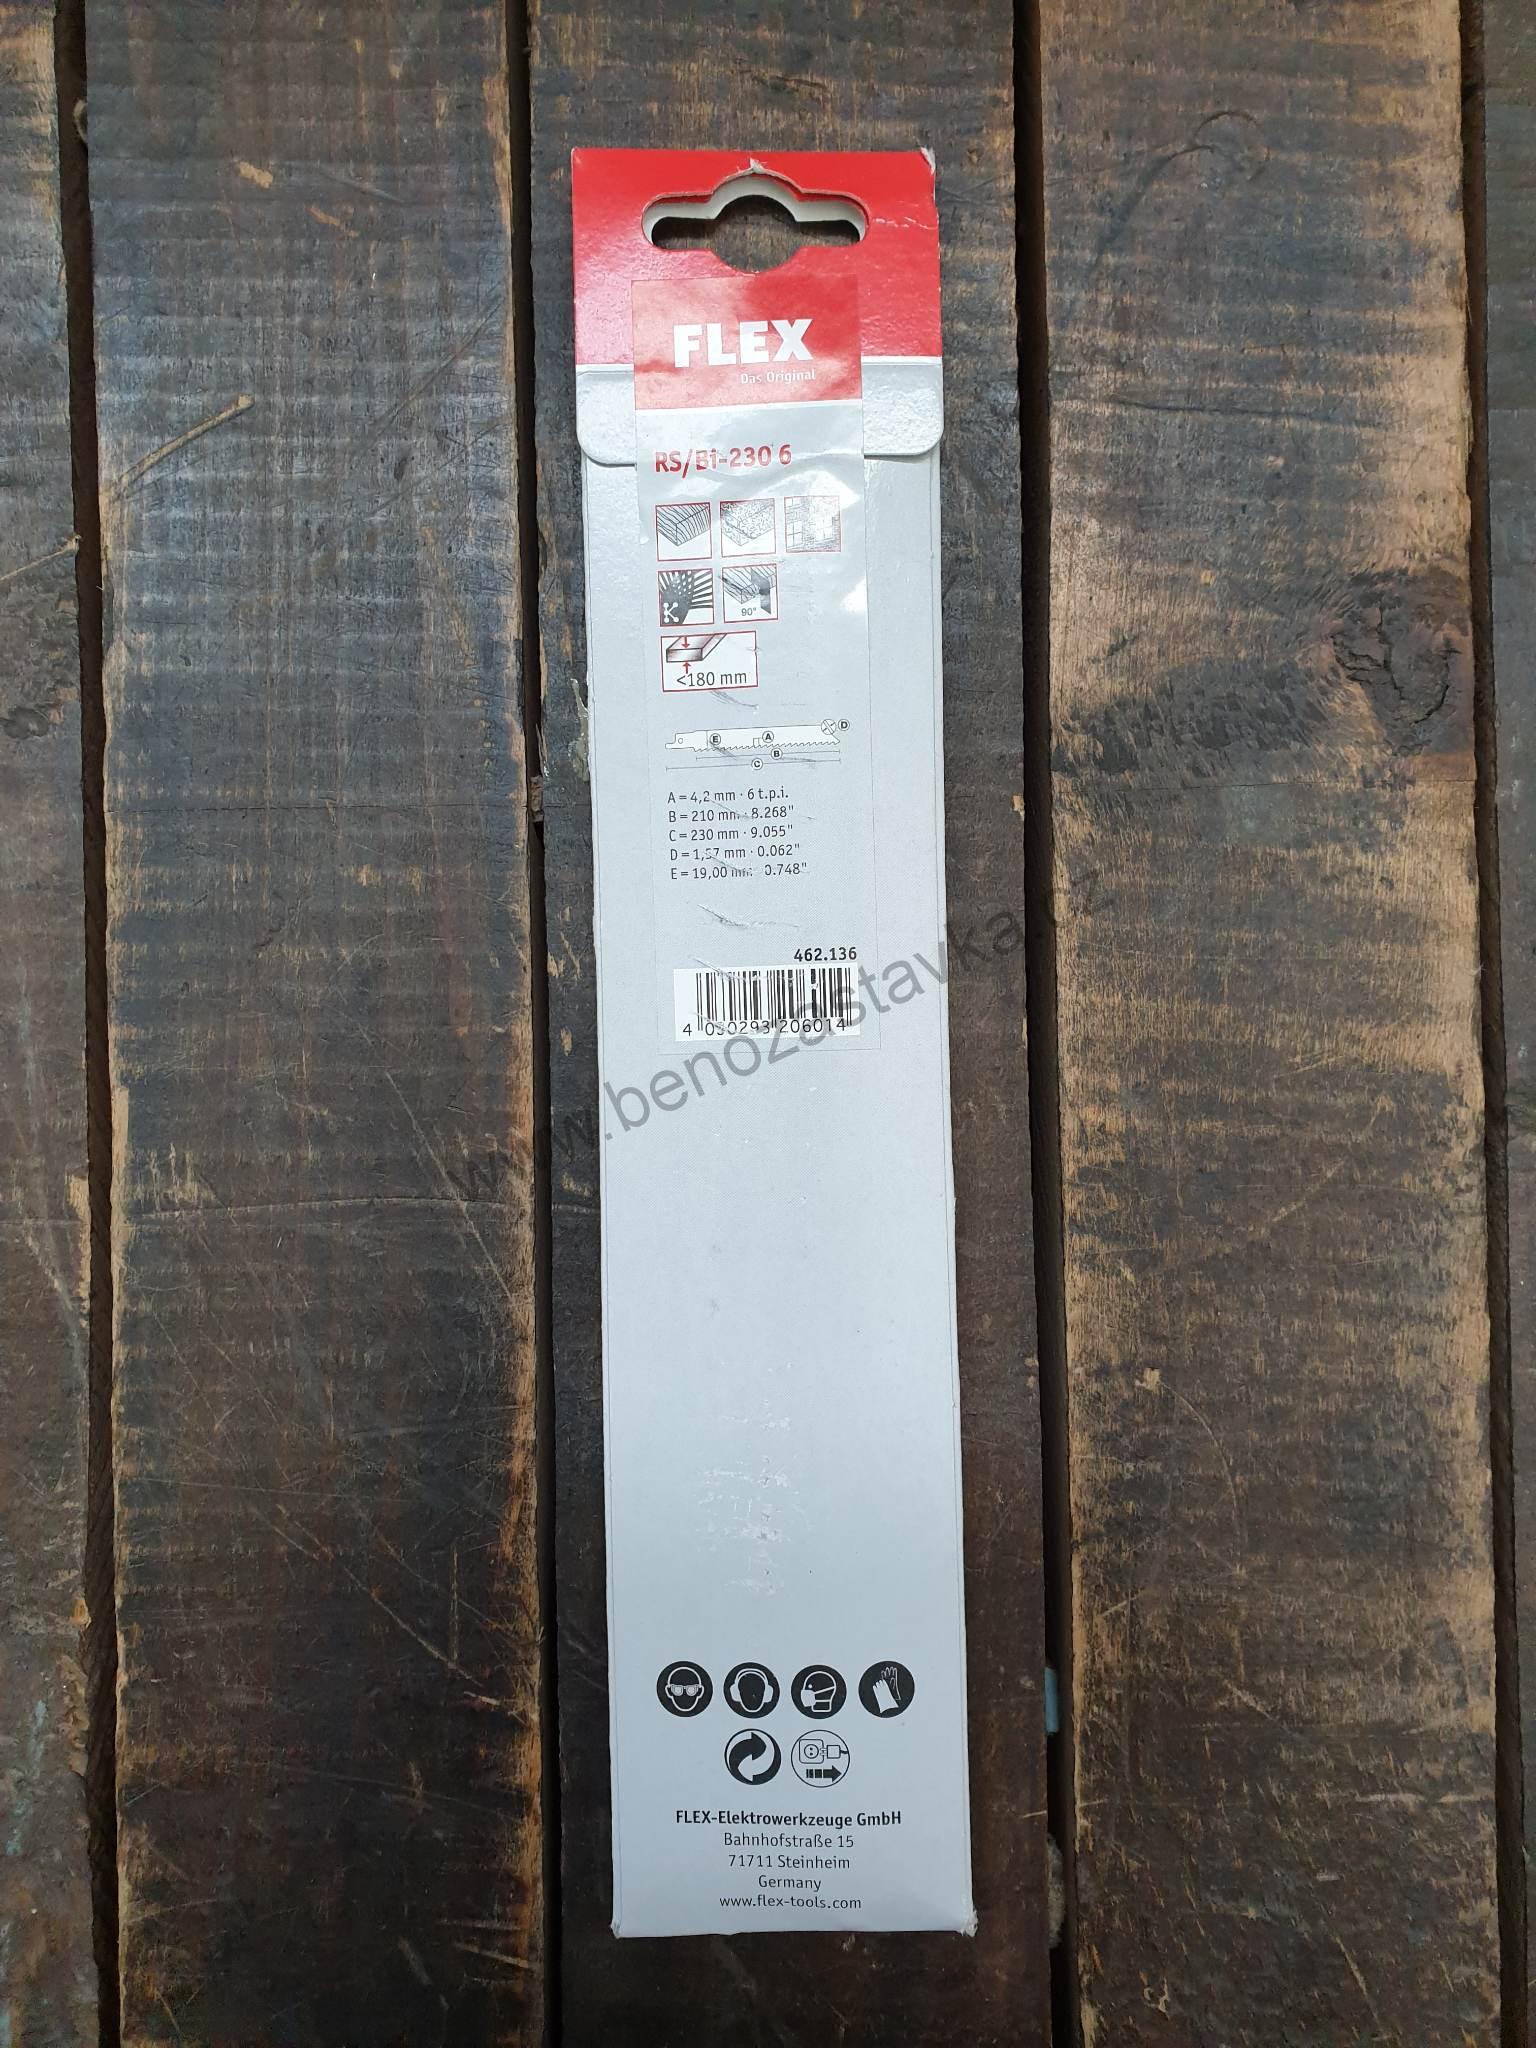 FLEX
Das Original
RS/Bi-230 6
90°
<180 mm
E A D
B
C
A = 4,2 mm · 6 t.p.i.
B = 210 mm · 8.268"
C = 230 mm · 9.055"
D = 1,57 mm · 0.062"
E = 19,00 mm · 0.748"
462.136
4 030293 206014
www.benozastavka.cz
FLEX-Elektrowerkzeuge GmbH
Bahnhofstraße 15
71711 Steinheim
Germany
www.flex-tools.com